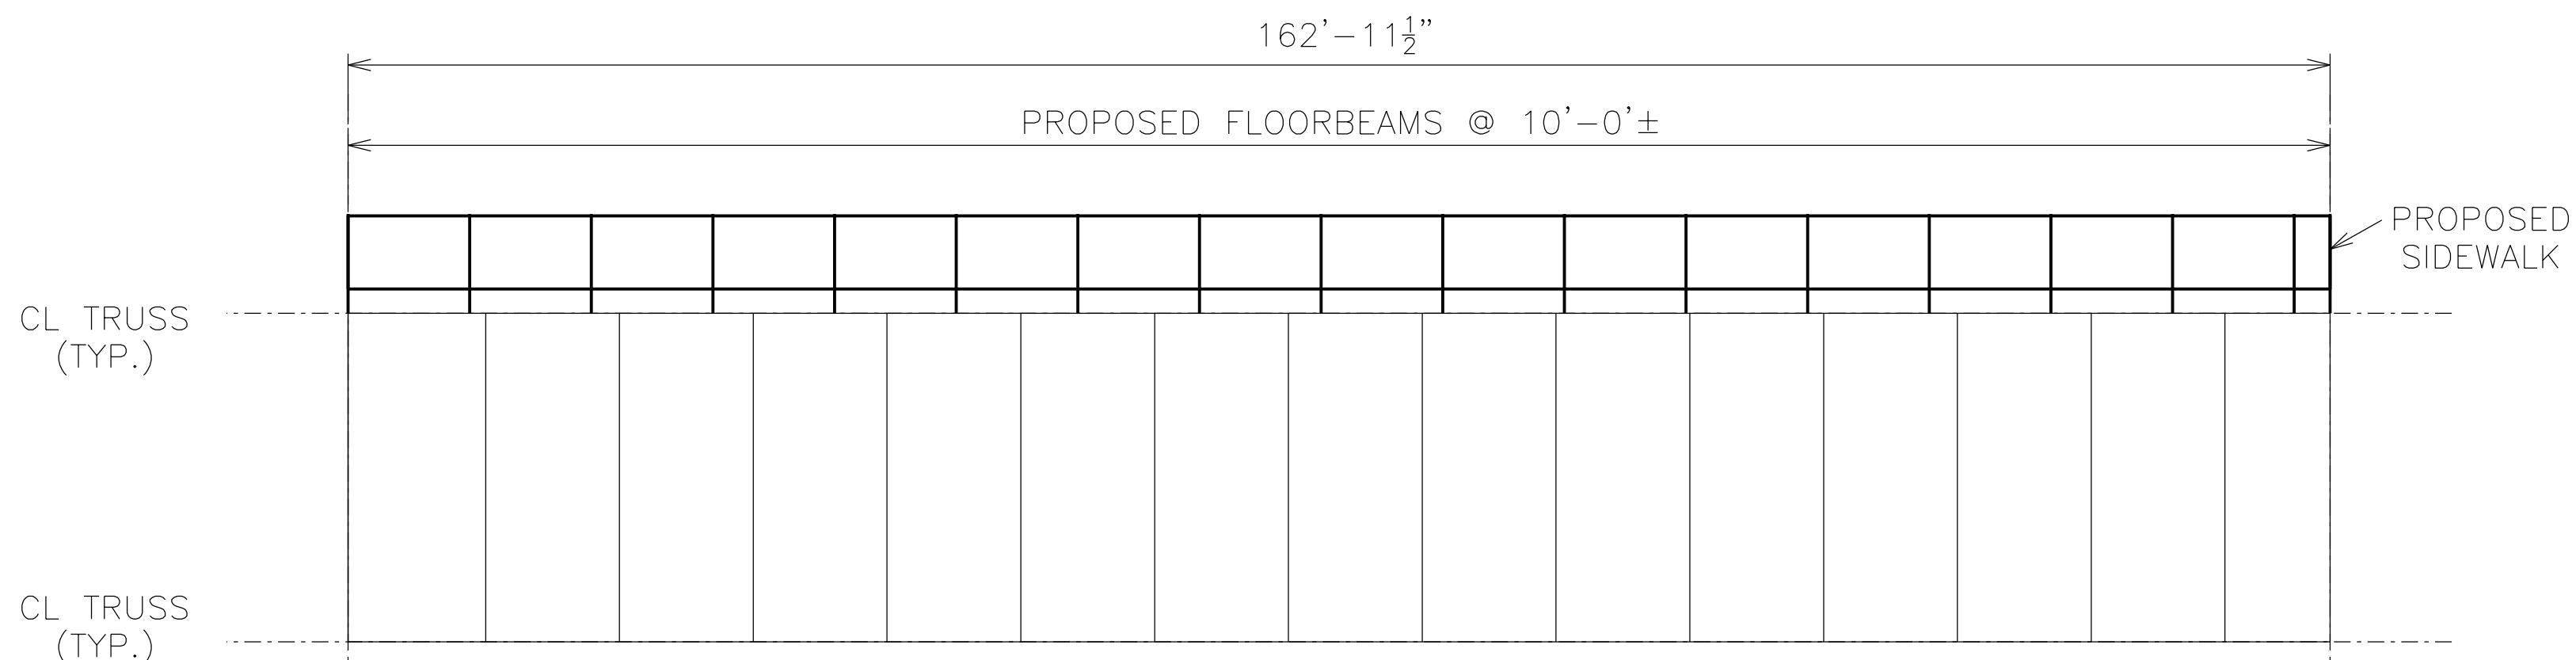 162'-11½"
PROPOSED FLOORBEAMS @ 10'-0'±
PROPOSED
SIDEWALK
CL TRUSS
(TYP.)
CL TRUSS
(TYP.)